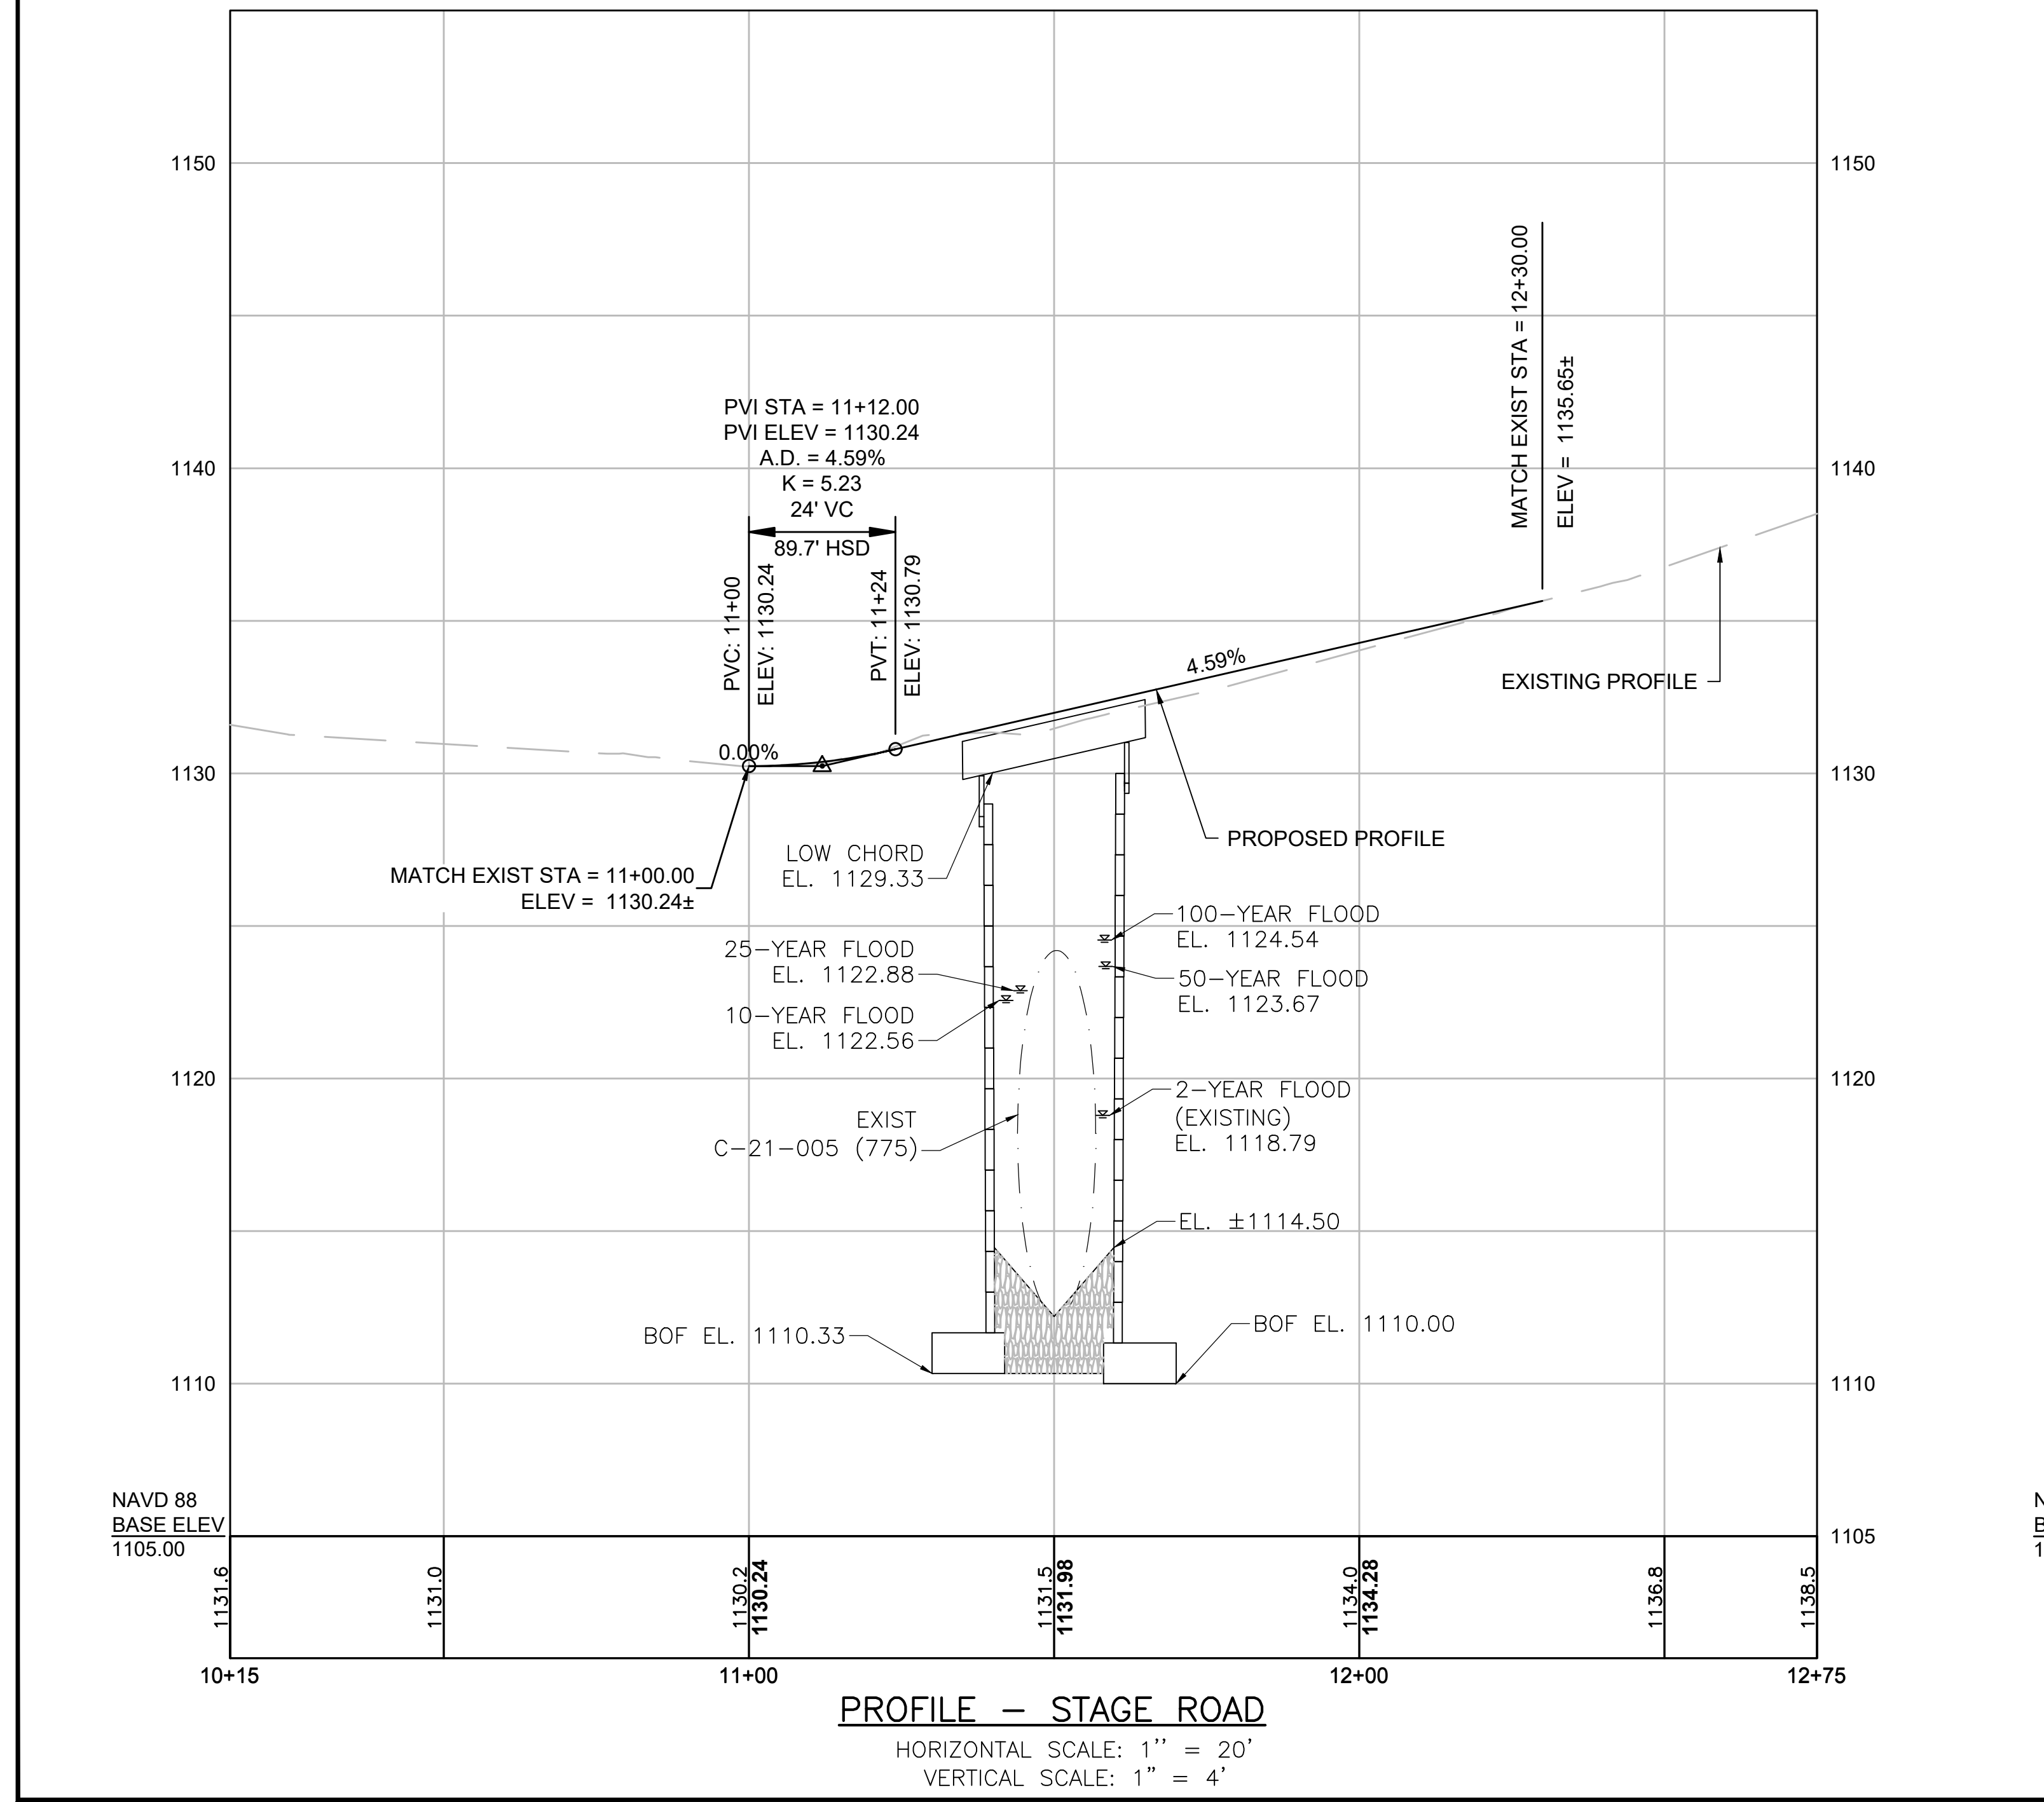 1150
1150
MATCH EXIST STA = 12+30.00
ELEV = 1135.65±
PVI STA = 11+12.00
PVI ELEV = 1130.24
A.D. = 4.59%
K = 5.23
24' VC
89.7' HSD
1140
1140
PVC: 11+00
ELEV: 1130.24
PVT: 11+24
ELEV: 1130.79
4.59%
EXISTING PROFILE
0.00%
1130
1130
PROPOSED PROFILE
LOW CHORD
EL. 1129.33
MATCH EXIST STA = 11+00.00
ELEV = 1130.24±
100-YEAR FLOOD
EL. 1124.54
25-YEAR FLOOD
EL. 1122.88
50-YEAR FLOOD
EL. 1123.67
10-YEAR FLOOD
EL. 1122.56
1120
1120
2-YEAR FLOOD
(EXISTING)
EL. 1118.79
EXIST
C-21-005 (775)
EL. ±1114.50
BOF EL. 1110.33
BOF EL. 1110.00
1110
1110
NAVD 88
BASE ELEV
1105.00
1105
N
B
1
1131.6
1131.0
1130.2
1130.24
1131.5
1131.98
1134.0
1134.28
1136.8
1138.5
10+15
11+00
12+00
12+75
PROFILE - STAGE ROAD
HORIZONTAL SCALE: 1'' = 20'
VERTICAL SCALE: 1" = 4'